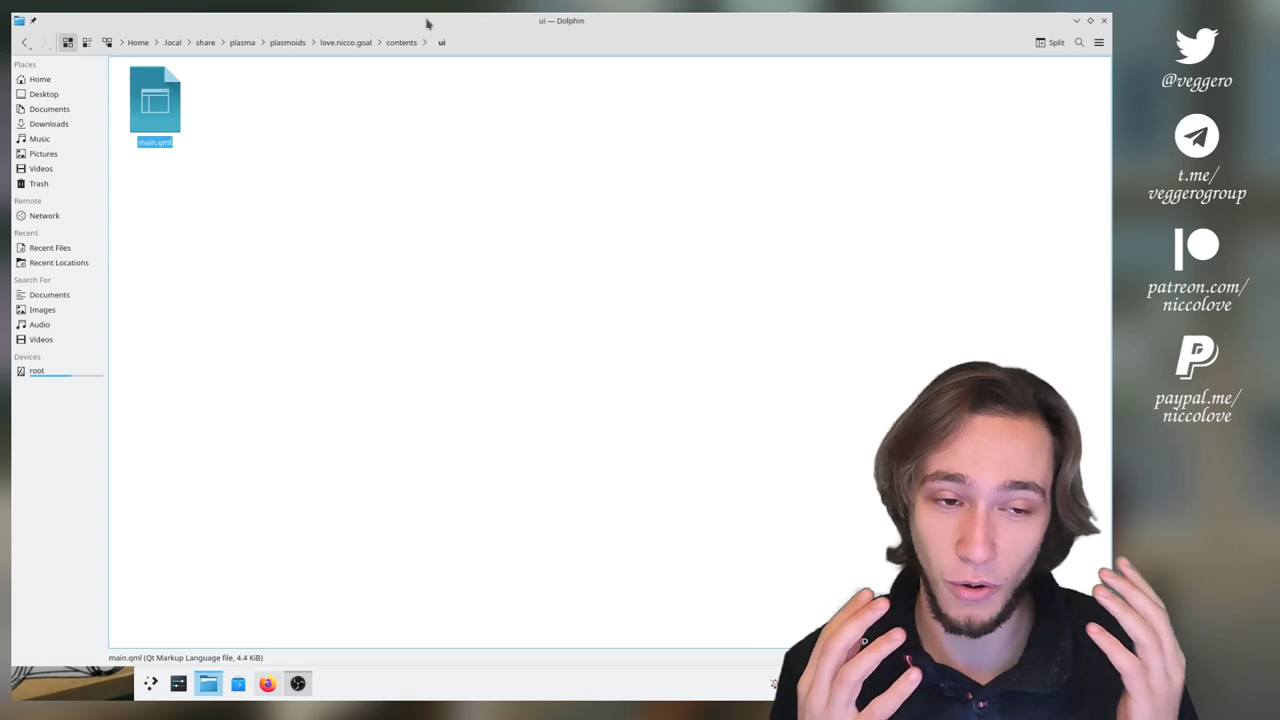 ui — Dolphin
Home
.local
share
plasma
plasmoids
love.nicco.goal
contents
ui
Split
Places
Home
Desktop
Documents
Downloads
Music
Pictures
Videos
Trash
Remote
Network
Recent
Recent Files
Recent Locations
Search For
Documents
Images
Audio
Videos
Devices
root
main.qml
main.qml (Qt Markup Language file, 4.4 KiB)
@veggero
t.me/
veggerogroup
patreon.com/
niccolove
paypal.me/
niccolove